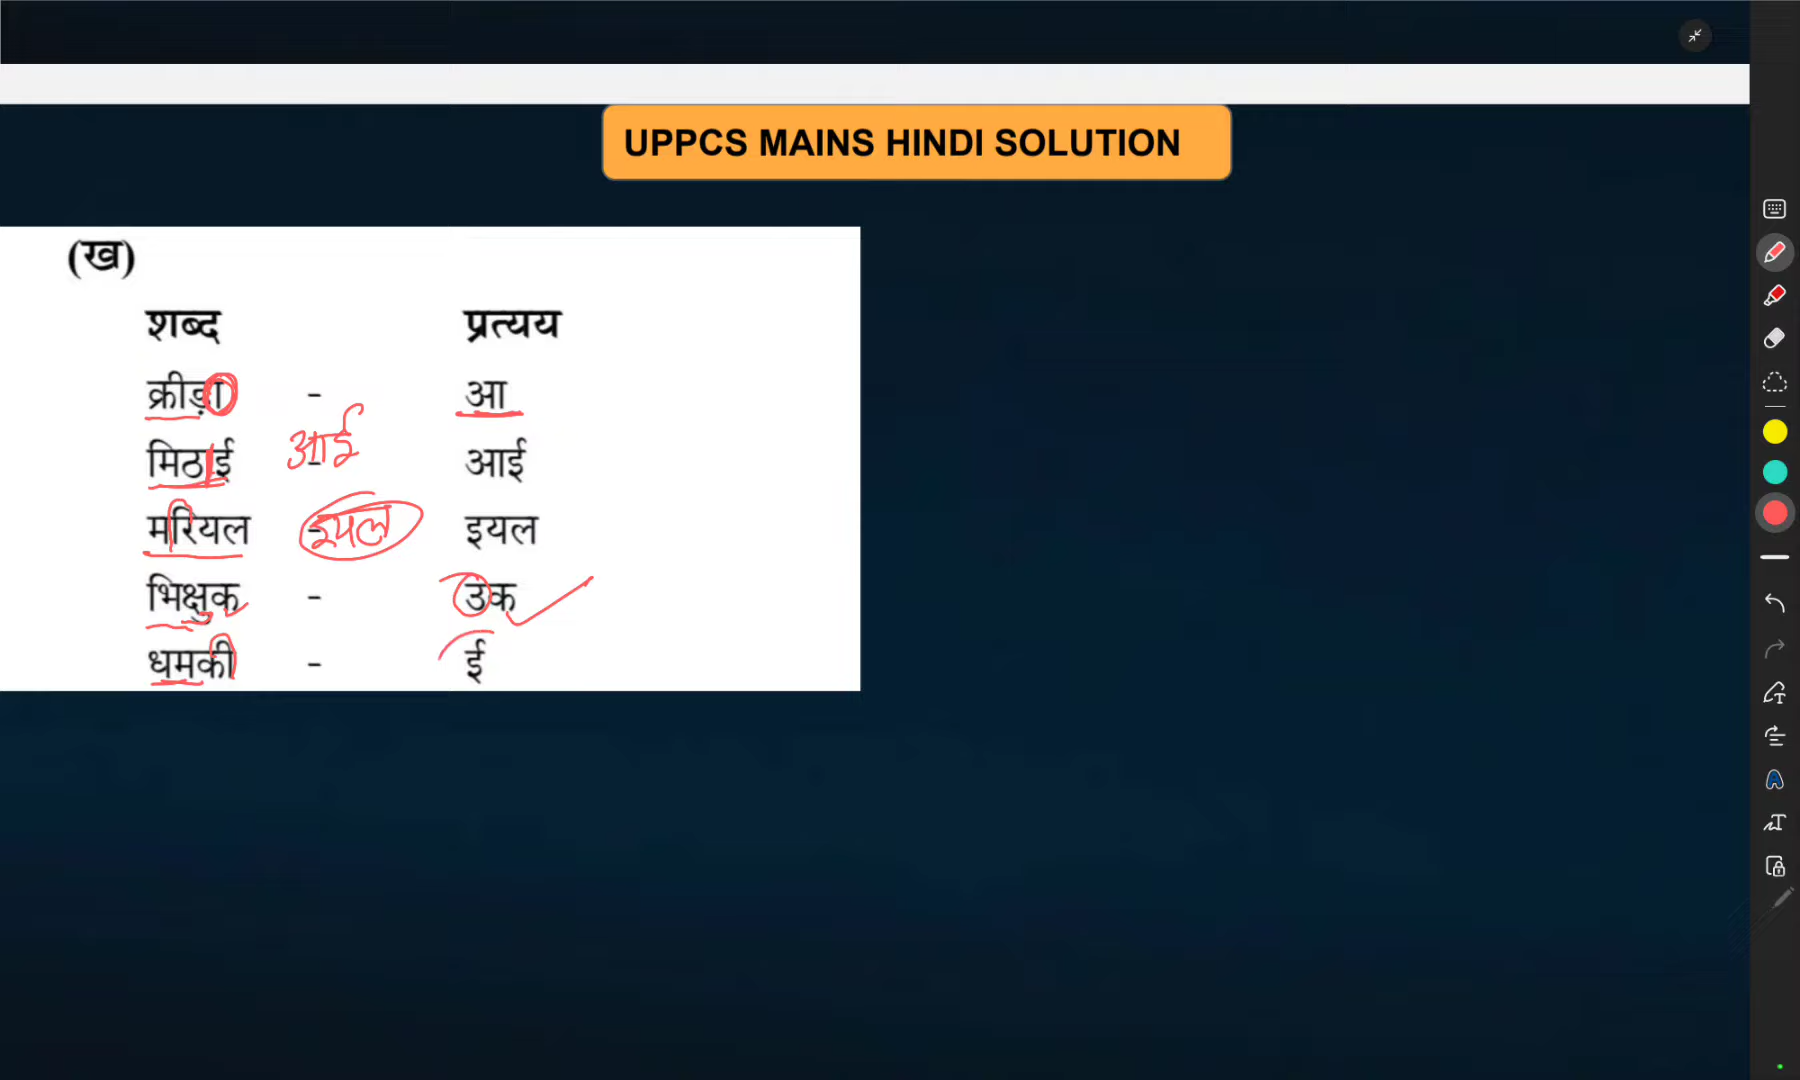 UPPCS MAINS HINDI SOLUTION
(ख)
शब्द प्रत्यय
क्रीड़ा - आ
मिठाई - आई आई
मरियल - इयल इयल
भिक्षुक - उक
धमकी - ई